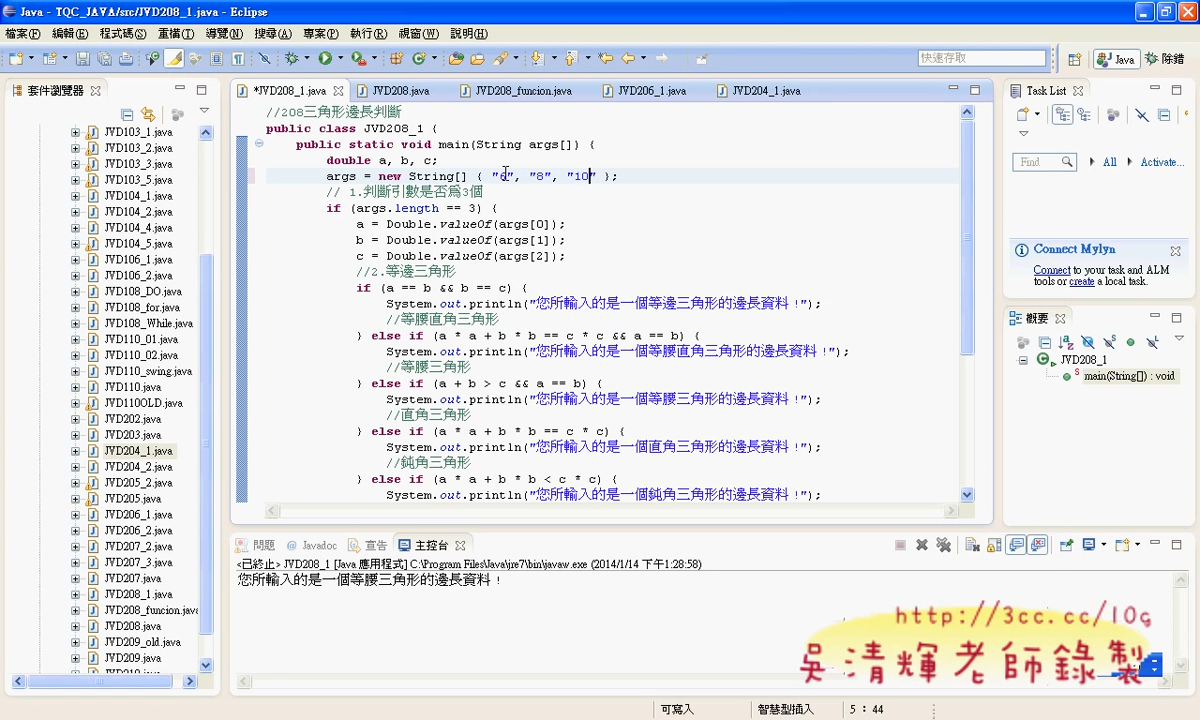 Java - TQC_JAVA/src/JVD208_1.java - Eclipse
檔案(F) 編輯(E) 程式碼(S) 重構(T) 導覽(N) 搜尋(A) 專案(P) 執行(R) 視窗(W) 說明(H)
快速存取
Java
除錯
套件瀏覽器
JVD103_1.java
JVD103_2.java
JVD103_3.java
JVD103_5.java
JVD104_1.java
JVD104_2.java
JVD104_4.java
JVD104_5.java
JVD106_1.java
JVD106_2.java
JVD108_DO.java
JVD108_for.java
JVD108_While.java
JVD110_01.java
JVD110_02.java
JVD110_swing.java
JVD110.java
JVD110OLD.java
JVD202.java
JVD203.java
JVD204_1.java
JVD204_2.java
JVD205_2.java
JVD205.java
JVD206_1.java
JVD206_2.java
JVD207_2.java
JVD207_3.java
JVD207.java
JVD208_1.java
JVD208_funcion.java
JVD208.java
JVD209_old.java
JVD209.java
*JVD208_1.java JVD208.java JVD208_funcion.java JVD206_1.java JVD204_1.java
//208三角形邊長判斷
public class JVD208_1 {
public static void main(String args[]) {
double a, b, c;
args = new String[] { "6", "8", "10" };
// 1.判斷引數是否為3個
if (args.length == 3) {
a = Double.valueOf(args[0]);
b = Double.valueOf(args[1]);
c = Double.valueOf(args[2]);
//2.等邊三角形
if (a == b && b == c) {
System.out.println("您所輸入的是一個等邊三角形的邊長資料！");
//等腰直角三角形
} else if (a * a + b * b == c * c && a == b) {
System.out.println("您所輸入的是一個等腰直角三角形的邊長資料！");
//等腰三角形
} else if (a + b > c && a == b) {
System.out.println("您所輸入的是一個等腰三角形的邊長資料！");
//直角三角形
} else if (a * a + b * b == c * c) {
System.out.println("您所輸入的是一個直角三角形的邊長資料！");
//鈍角三角形
} else if (a * a + b * b < c * c) {
System.out.println("您所輸入的是一個鈍角三角形的邊長資料！");
Task List
Find
All
Activate...
Connect Mylyn
Connect to your task and ALM
tools or create a local task.
概要
JVD208_1
main(String[]) : void
問題 Javadoc 宣告 主控台
<已終止> JVD208_1 [Java 應用程式] C:\Program Files\Java\jre7\bin\javaw.exe (2014/1/14 下午1:28:58)
您所輸入的是一個等腰三角形的邊長資料！
http://3cc.cc/10g
吳清輝老師錄製
可寫入
智慧型插入
5 : 44